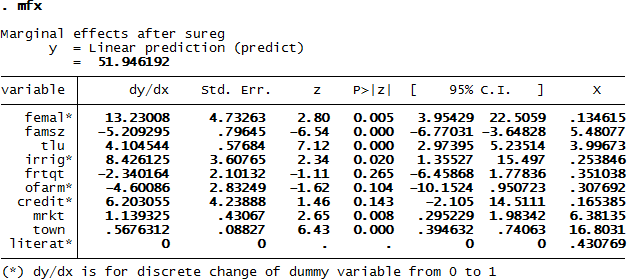 . mfx
Marginal effects after sureg
y = Linear prediction (predict)
= 51.946192
variable dy/dx Std. Err. z P>|z| [ 95% C.I. ] X
femal* 13.23008 4.73263 2.80 0.005 3.95429 22.5059 .134615
famsz -5.209295 .79645 -6.54 0.000 -6.77031 -3.64828 5.48077
tlu 4.104544 .57684 7.12 0.000 2.97395 5.23514 3.99673
irrig* 8.426125 3.60765 2.34 0.020 1.35527 15.497 .253846
frtqt -2.340164 2.10132 -1.11 0.265 -6.45868 1.77836 .351038
ofarm* -4.60086 2.83249 -1.62 0.104 -10.1524 .950723 .307692
credit* 6.203055 4.23888 1.46 0.143 -2.105 14.5111 .165385
mrkt 1.139325 .43067 2.65 0.008 .295229 1.98342 6.38135
town .5676312 .08827 6.43 0.000 .394632 .74063 16.8031
literat* 0 0 . . 0 0 .430769
(*) dy/dx is for discrete change of dummy variable from 0 to 1